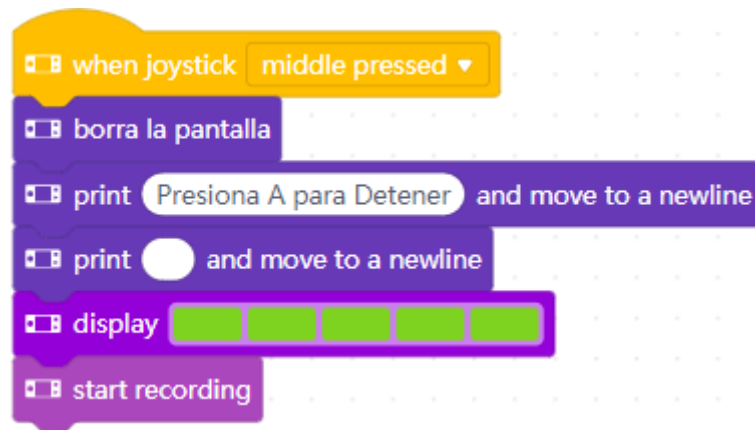 when joystick middle pressed
borra la pantalla
print Presiona A para Detener and move to a newline
print and move to a newline
display
start recording